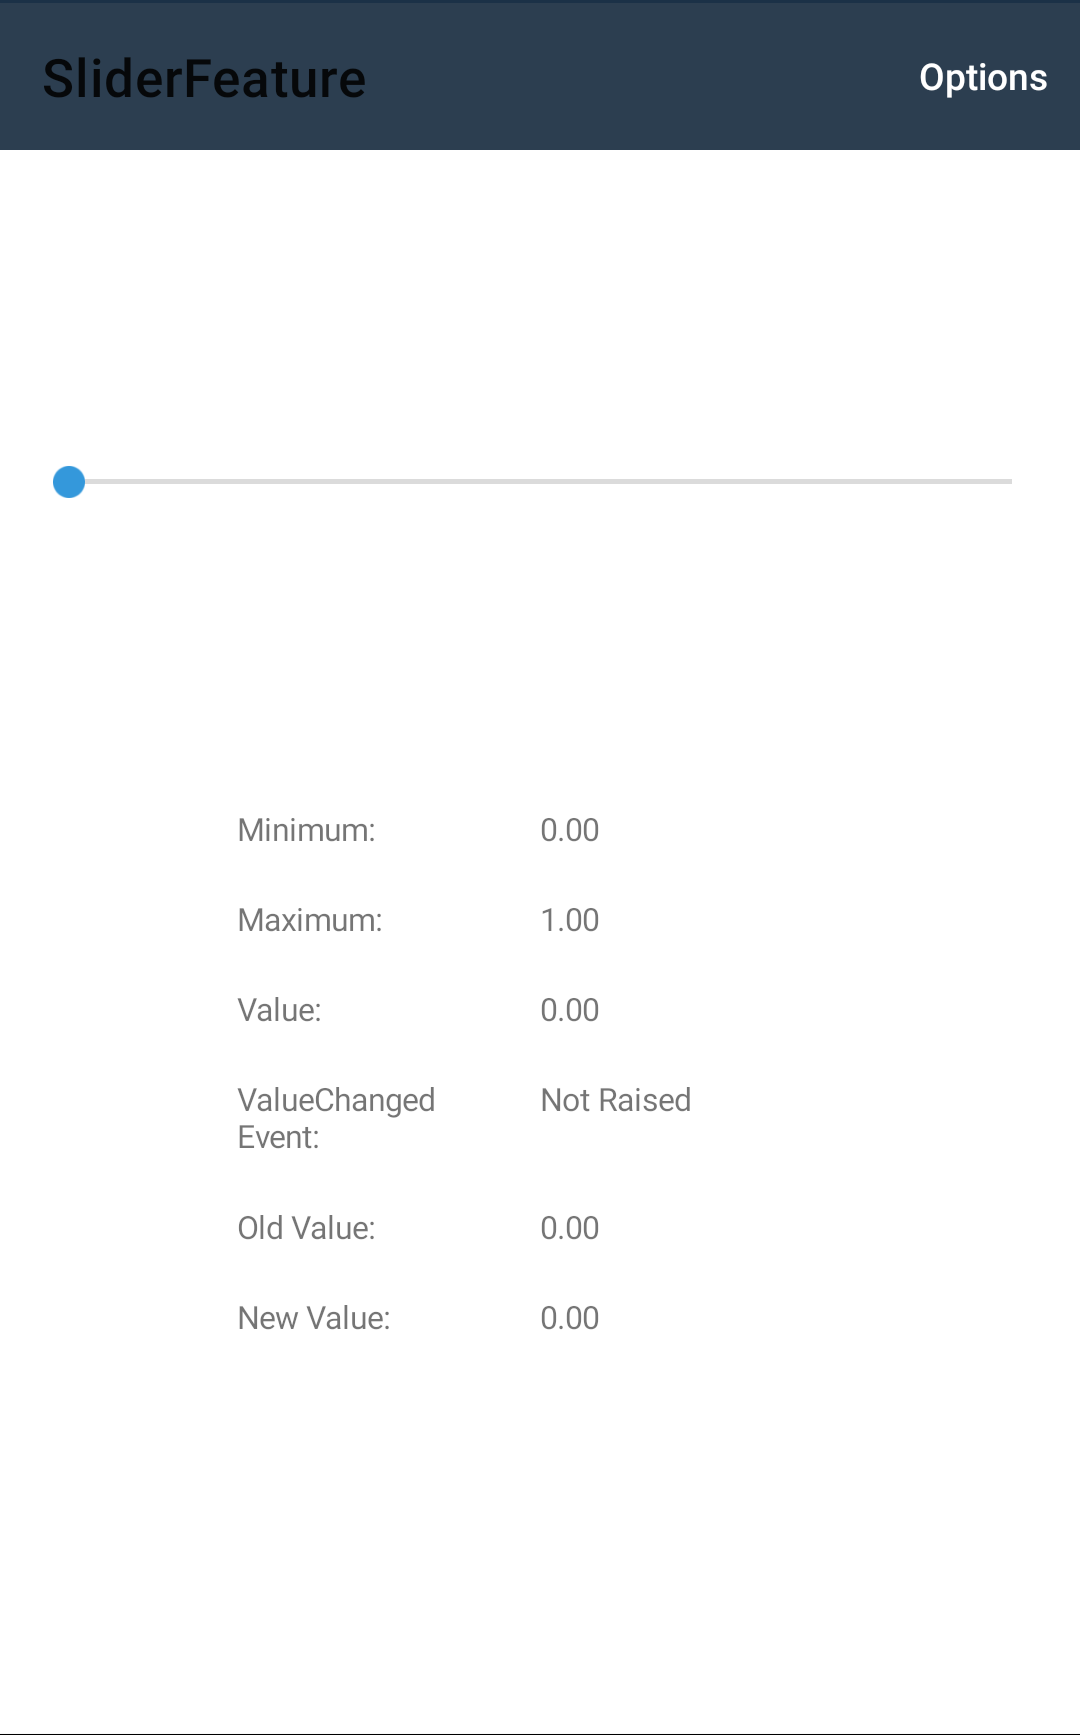 SliderFeature Options
Minimum: 0.00
Maximum: 1.00
Value: 0.00
ValueChanged Not Raised
Event:
Old Value: 0.00
New Value: 0.00